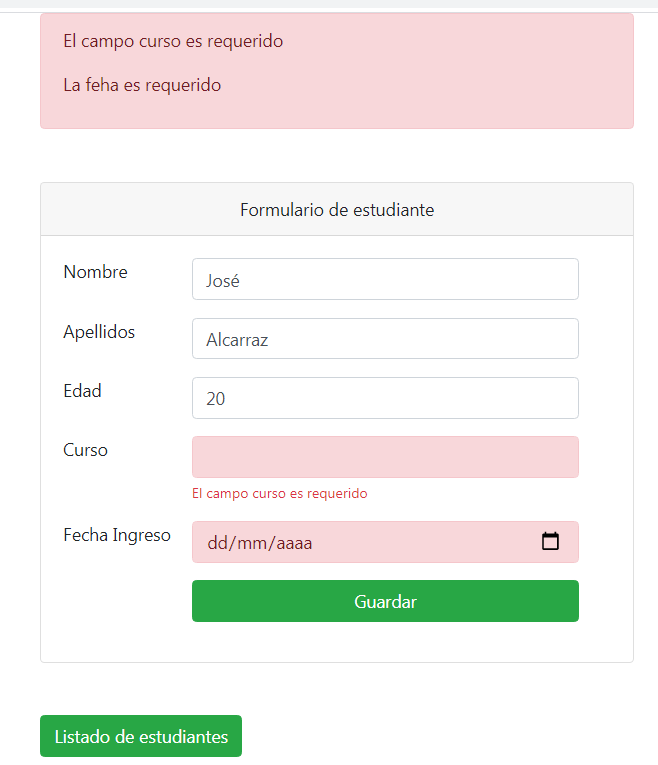 El campo curso es requerido
La feha es requerido
Formulario de estudiante
Nombre
José
Apellidos
Alcarraz
Edad
20
Curso
El campo curso es requerido
Fecha Ingreso
dd/mm/aaaa
Guardar
Listado de estudiantes